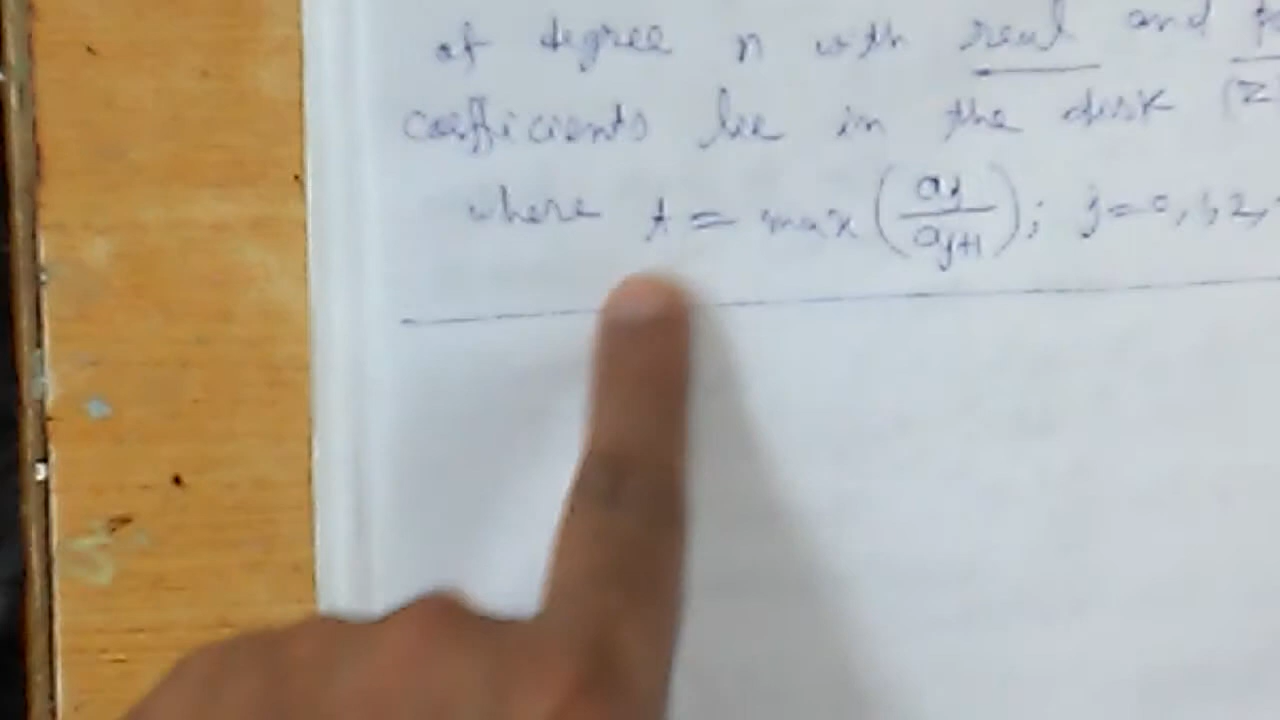 of degree n with real and
coefficients lie in the disk |z|
where t = max (aj / aj+1); j=0,1,2,